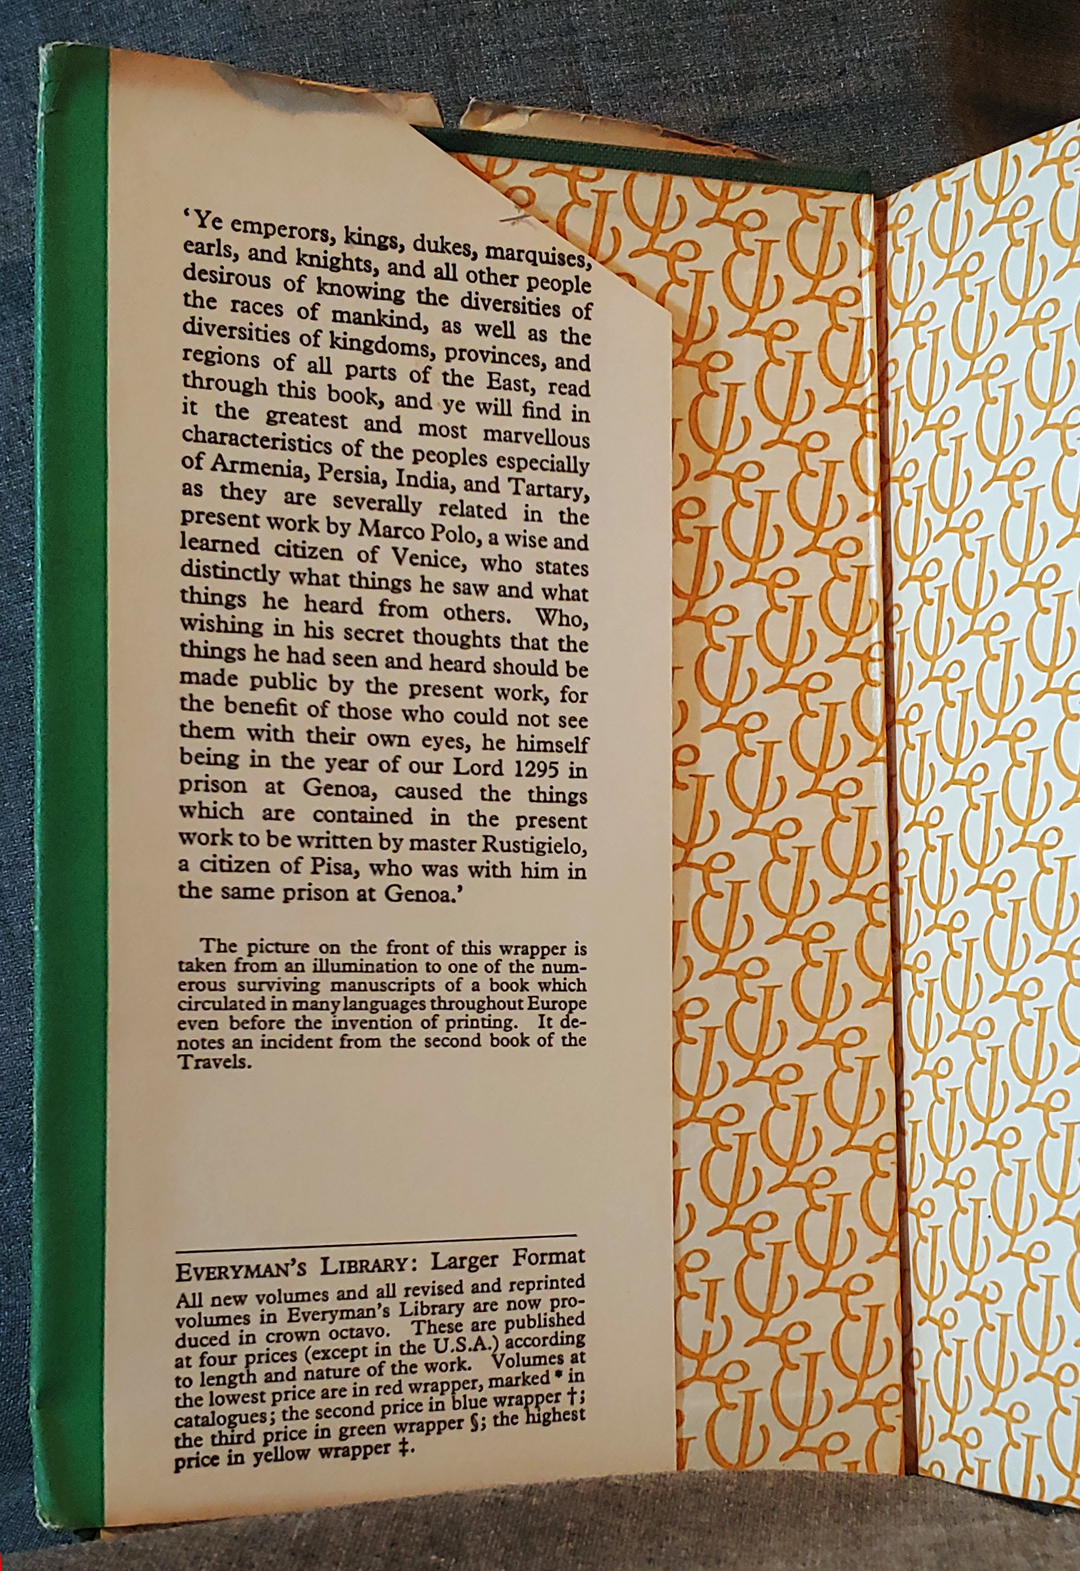 ‘Ye emperors, kings, dukes, marquises,
earls, and knights, and all other people
desirous of knowing the diversities of
the races of mankind, as well as the
diversities of kingdoms, provinces, and
regions of all parts of the East, read
through this book, and ye will find in
it the greatest and most marvellous
characteristics of the peoples especially
of Armenia, Persia, India, and Tartary,
as they are severally related in the
present work by Marco Polo, a wise and
learned citizen of Venice, who states
distinctly what things he saw and what
things he heard from others. Who,
wishing in his secret thoughts that the
things he had seen and heard should be
made public by the present work, for
the benefit of those who could not see
them with their own eyes, he himself
being in the year of our Lord 1295 in
prison at Genoa, caused the things
which are contained in the present
work to be written by master Rustigielo,
a citizen of Pisa, who was with him in
the same prison at Genoa.’
The picture on the front of this wrapper is
taken from an illumination to one of the num-
erous surviving manuscripts of a book which
circulated in many languages throughout Europe
even before the invention of printing. It de-
notes an incident from the second book of the
Travels.
EVERYMAN’S LIBRARY: Larger Format
All new volumes and all revised and reprinted
volumes in Everyman’s Library are now pro-
duced in crown octavo. These are published
at four prices (except in the U.S.A.) according
to length and nature of the work. Volumes at
the lowest price are in red wrapper, marked * in
catalogues; the second price in blue wrapper †;
the third price in green wrapper §; the highest
price in yellow wrapper ‡.